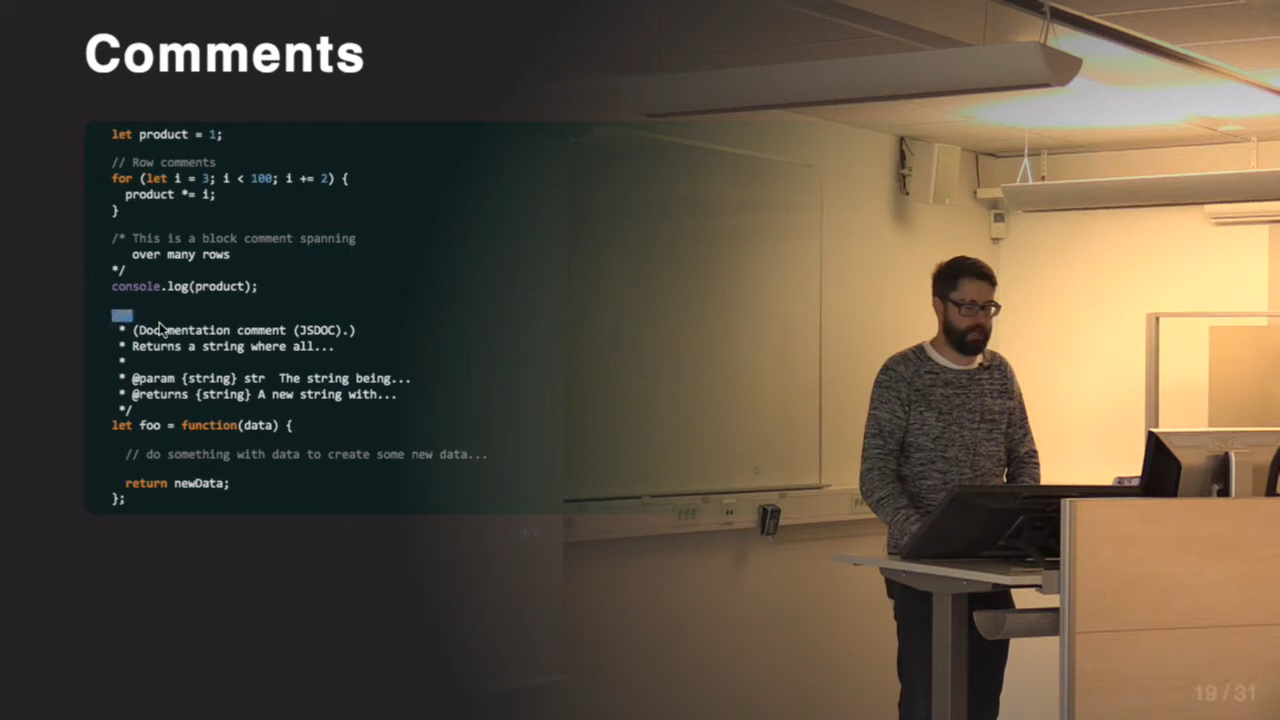 Comments
let product = 1;
// Row comments
for (let i = 3; i < 100; i += 2) {
product *= i;
}
/* This is a block comment spanning
over many rows
*/
console.log(product);
* (Documentation comment (JSDOC).)
* Returns a string where all...
*
* @param {string} str  The string being...
* @returns {string} A new string with...
*/
let foo = function(data) {
// do something with data to create some new data...
return newData;
};
19 / 31